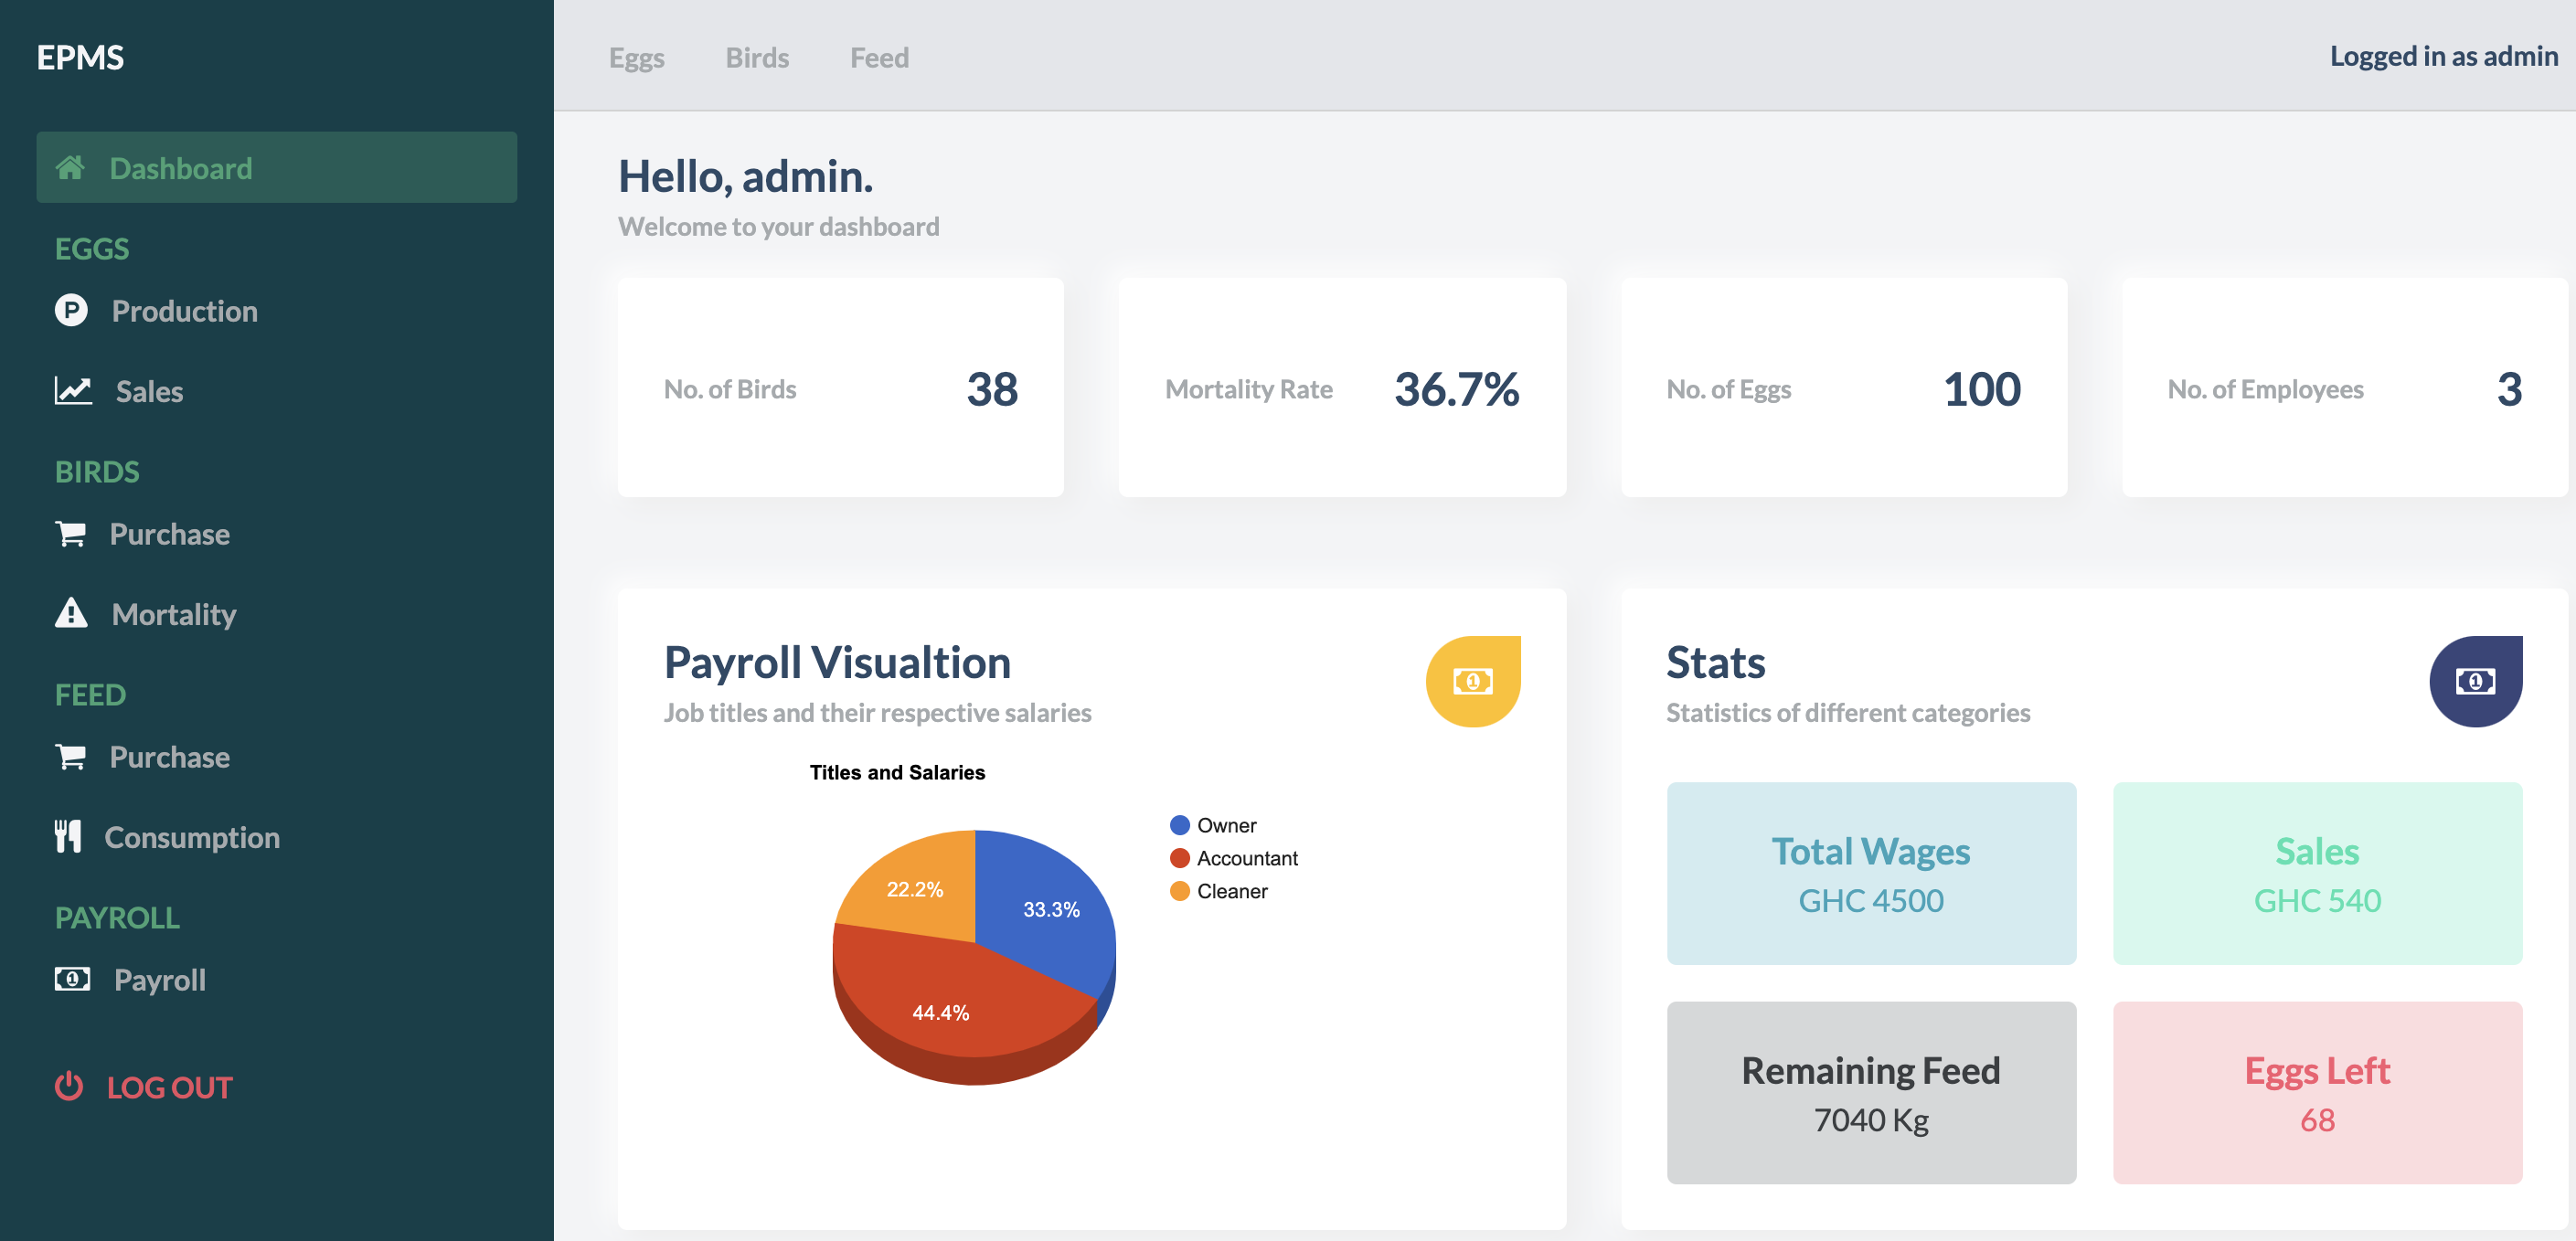 EPMS
Dashboard
EGGS
Production
Sales
BIRDS
Purchase
Mortality
FEED
Purchase
Consumption
PAYROLL
Payroll
LOG OUT
Eggs Birds Feed
Logged in as admin
Hello, admin.
Welcome to your dashboard
No. of Birds 38
Mortality Rate 36.7%
No. of Eggs 100
No. of Employees 3
Payroll Visualtion
Job titles and their respective salaries
Titles and Salaries
Owner
Accountant
Cleaner
22.2%
33.3%
44.4%
Stats
Statistics of different categories
Total Wages
GHC 4500
Sales
GHC 540
Remaining Feed
7040 Kg
Eggs Left
68